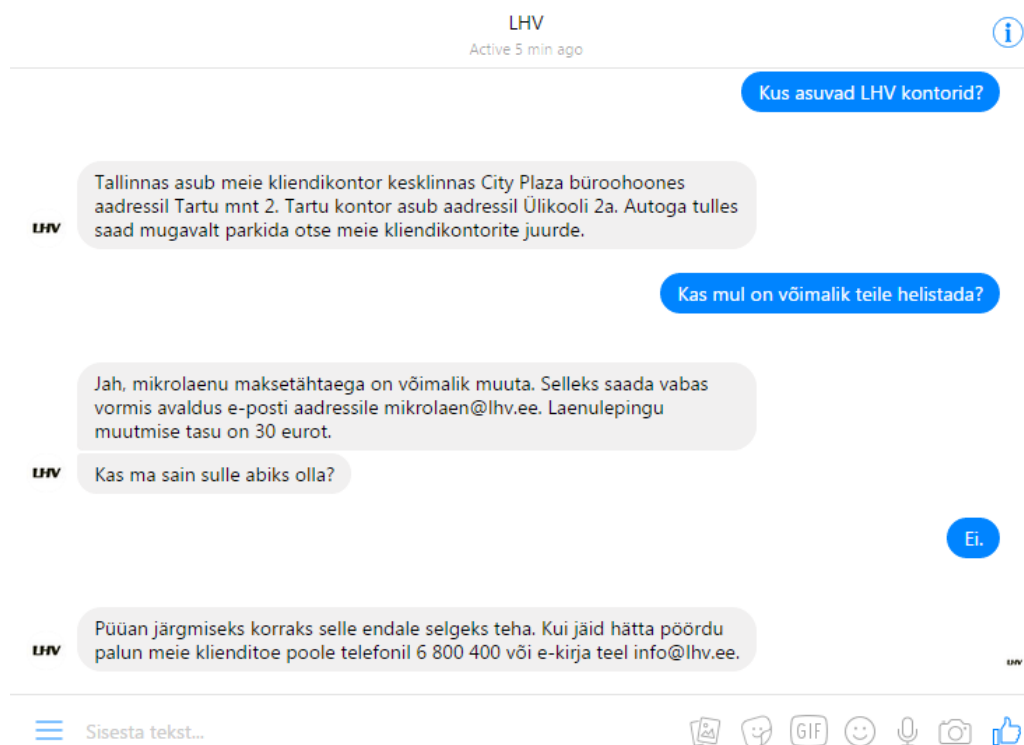 LHV
Active 5 min ago
Kus asuvad LHV kontorid?
Tallinnas asub meie kliendikontor kesklinnas City Plaza büroohoones
aadressil Tartu mnt 2. Tartu kontor asub aadressil Ülikooli 2a. Autoga tulles
saad mugavalt parkida otse meie kliendikontorite juurde.
LHV
Kas mul on võimalik teile helistada?
Jah, mikrolaenu maksetähtaega on võimalik muuta. Selleks saada vabas
vormis avaldus e-posti aadressile mikrolaen@lhv.ee. Laenulepingu
muutmise tasu on 30 eurot.
LHV
Kas ma sain sulle abiks olla?
Ei.
Püüan järgmiseks korraks selle endale selgeks teha. Kui jäid hätta pöördu
palun meie klienditoe poole telefonil 6 800 400 või e-kirja teel info@lhv.ee.
LHV
LHV
Sisesta tekst...
GIF